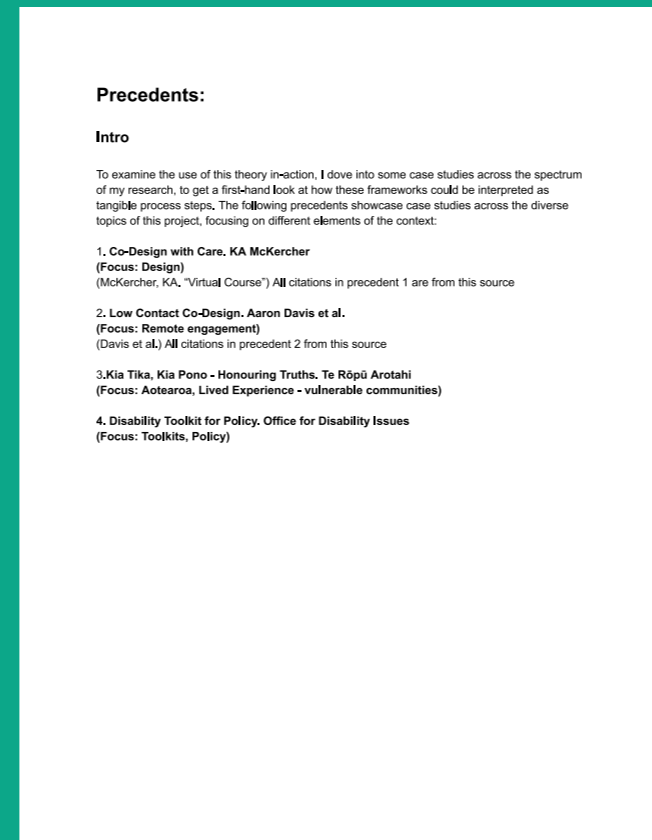 Precedents:
Intro
To examine the use of this theory in-action, I dove into some case studies across the spectrum
of my research, to get a first-hand look at how these frameworks could be interpreted as
tangible process steps. The following precedents showcase case studies across the diverse
topics of this project, focusing on different elements of the context:
1. Co-Design with Care. KA McKercher
(Focus: Design)
(McKercher, KA. “Virtual Course”) All citations in precedent 1 are from this source
2. Low Contact Co-Design. Aaron Davis et al.
(Focus: Remote engagement)
(Davis et al.) All citations in precedent 2 from this source
3.Kia Tika, Kia Pono - Honouring Truths. Te Rōpū Arotahi
(Focus: Aotearoa, Lived Experience - vulnerable communities)
4. Disability Toolkit for Policy. Office for Disability Issues
(Focus: Toolkits, Policy)